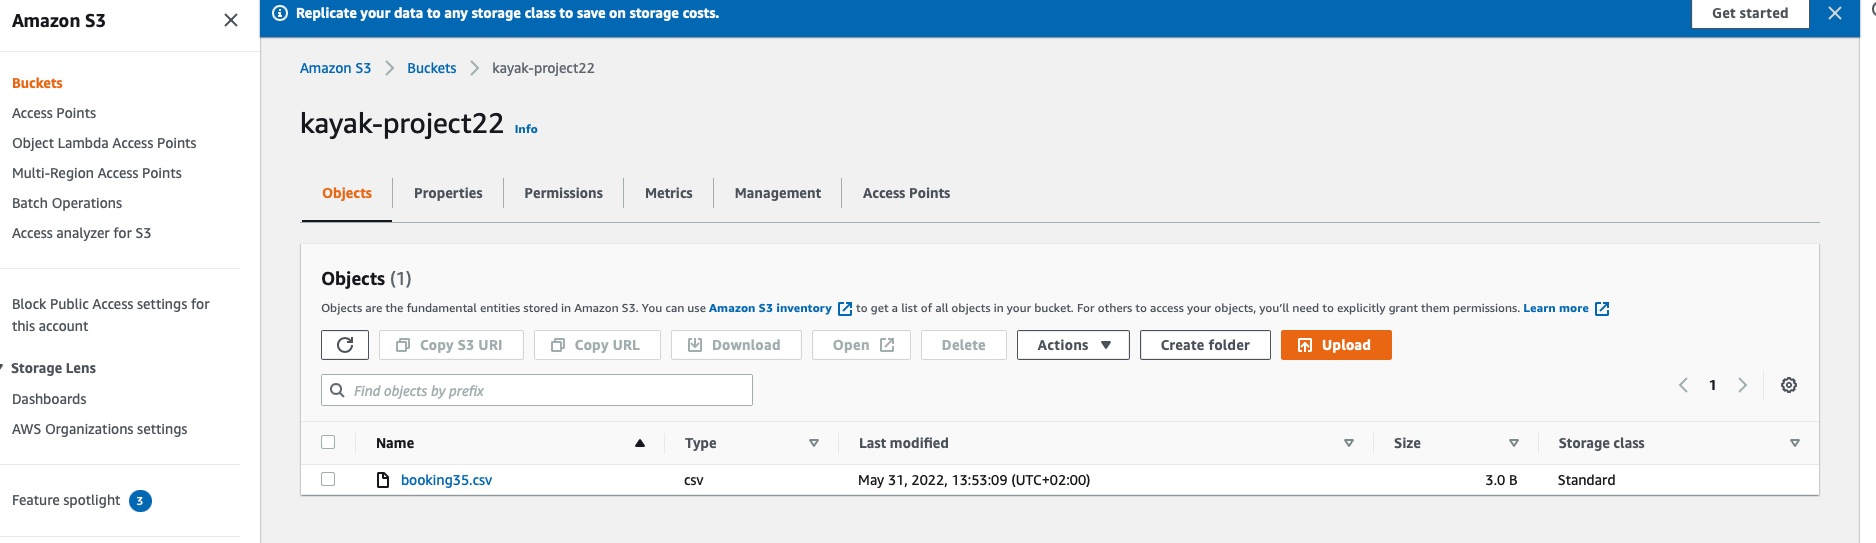 Amazon S3
Replicate your data to any storage class to save on storage costs.
Get started
Buckets
Access Points
Object Lambda Access Points
Multi-Region Access Points
Batch Operations
Access analyzer for S3
Block Public Access settings for
this account
Storage Lens
Dashboards
AWS Organizations settings
Feature spotlight 3
Amazon S3 Buckets kayak-project22
kayak-project22 Info
Objects Properties Permissions Metrics Management Access Points
Objects (1)
Objects are the fundamental entities stored in Amazon S3. You can use Amazon S3 inventory to get a list of all objects in your bucket. For others to access your objects, you’ll need to explicitly grant them permissions. Learn more
Copy S3 URI Copy URL Download Open Delete Actions Create folder Upload
Find objects by prefix
1
Name Type Last modified Size Storage class
booking35.csv csv May 31, 2022, 13:53:09 (UTC+02:00) 3.0 B Standard